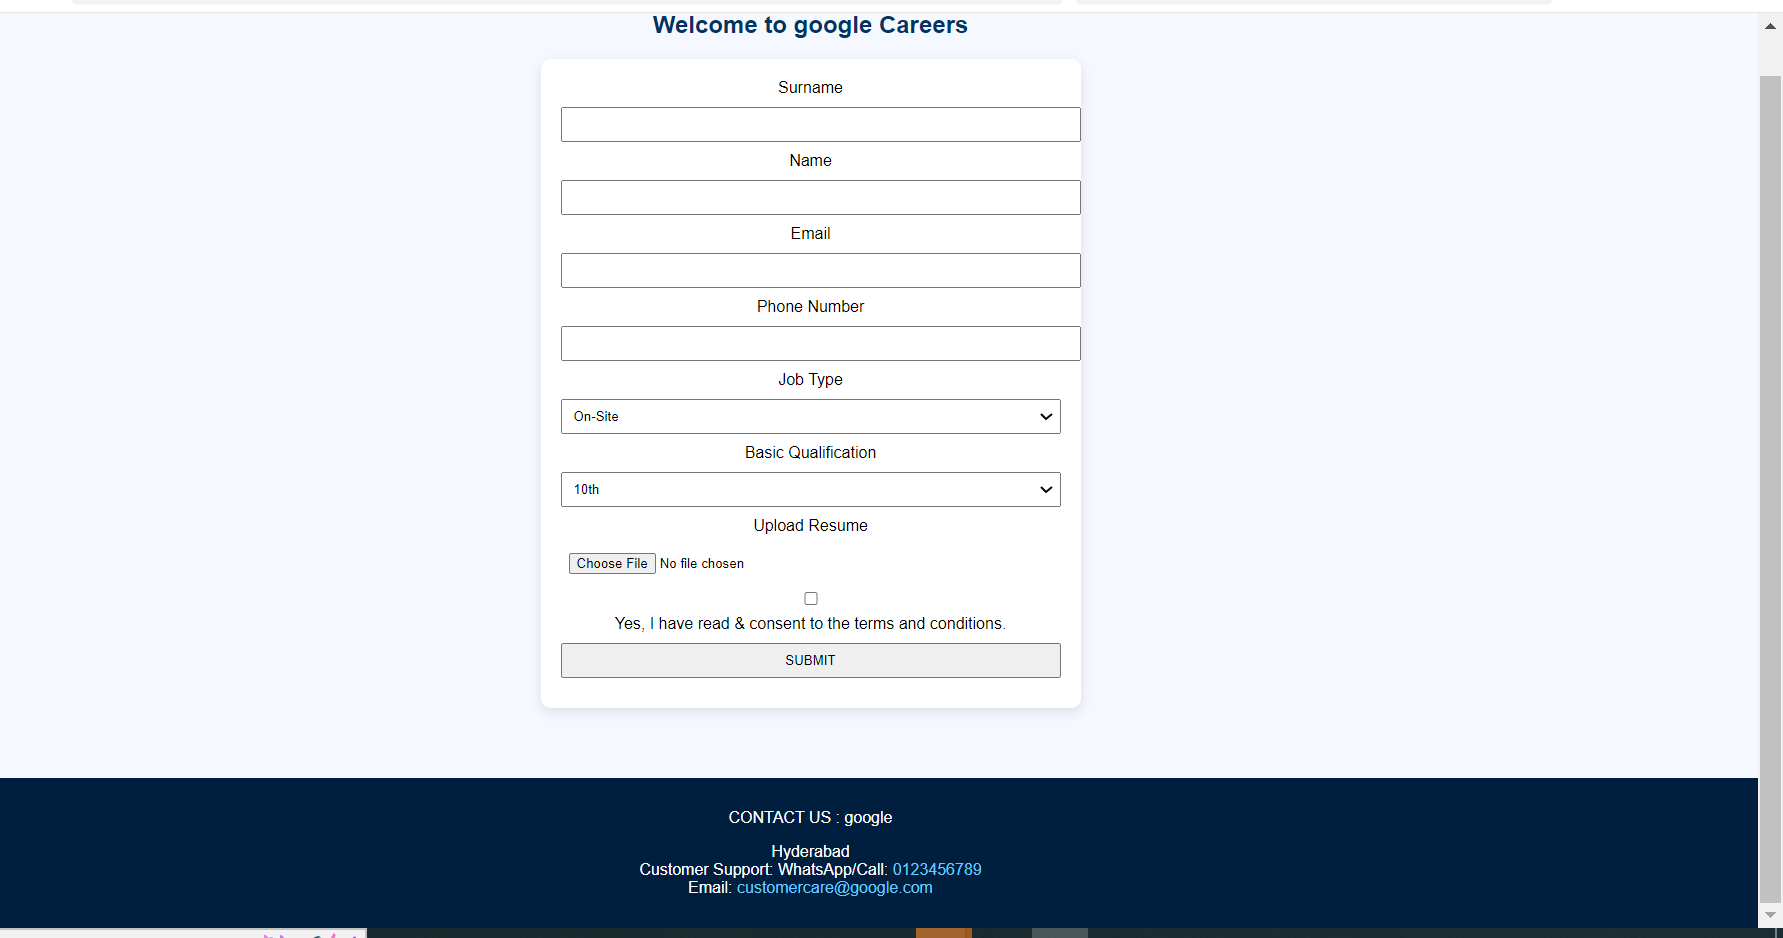 Welcome to google Careers
Surname
Name
Email
Phone Number
Job Type
On-Site
Basic Qualification
10th
Upload Resume
Choose File No file chosen
Yes, I have read & consent to the terms and conditions.
SUBMIT
CONTACT US : google
Hyderabad
Customer Support: WhatsApp/Call: 0123456789
Email: customercare@google.com